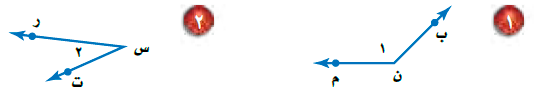 ١
ب
١
ن
م
٢
ر
س
٢
ت